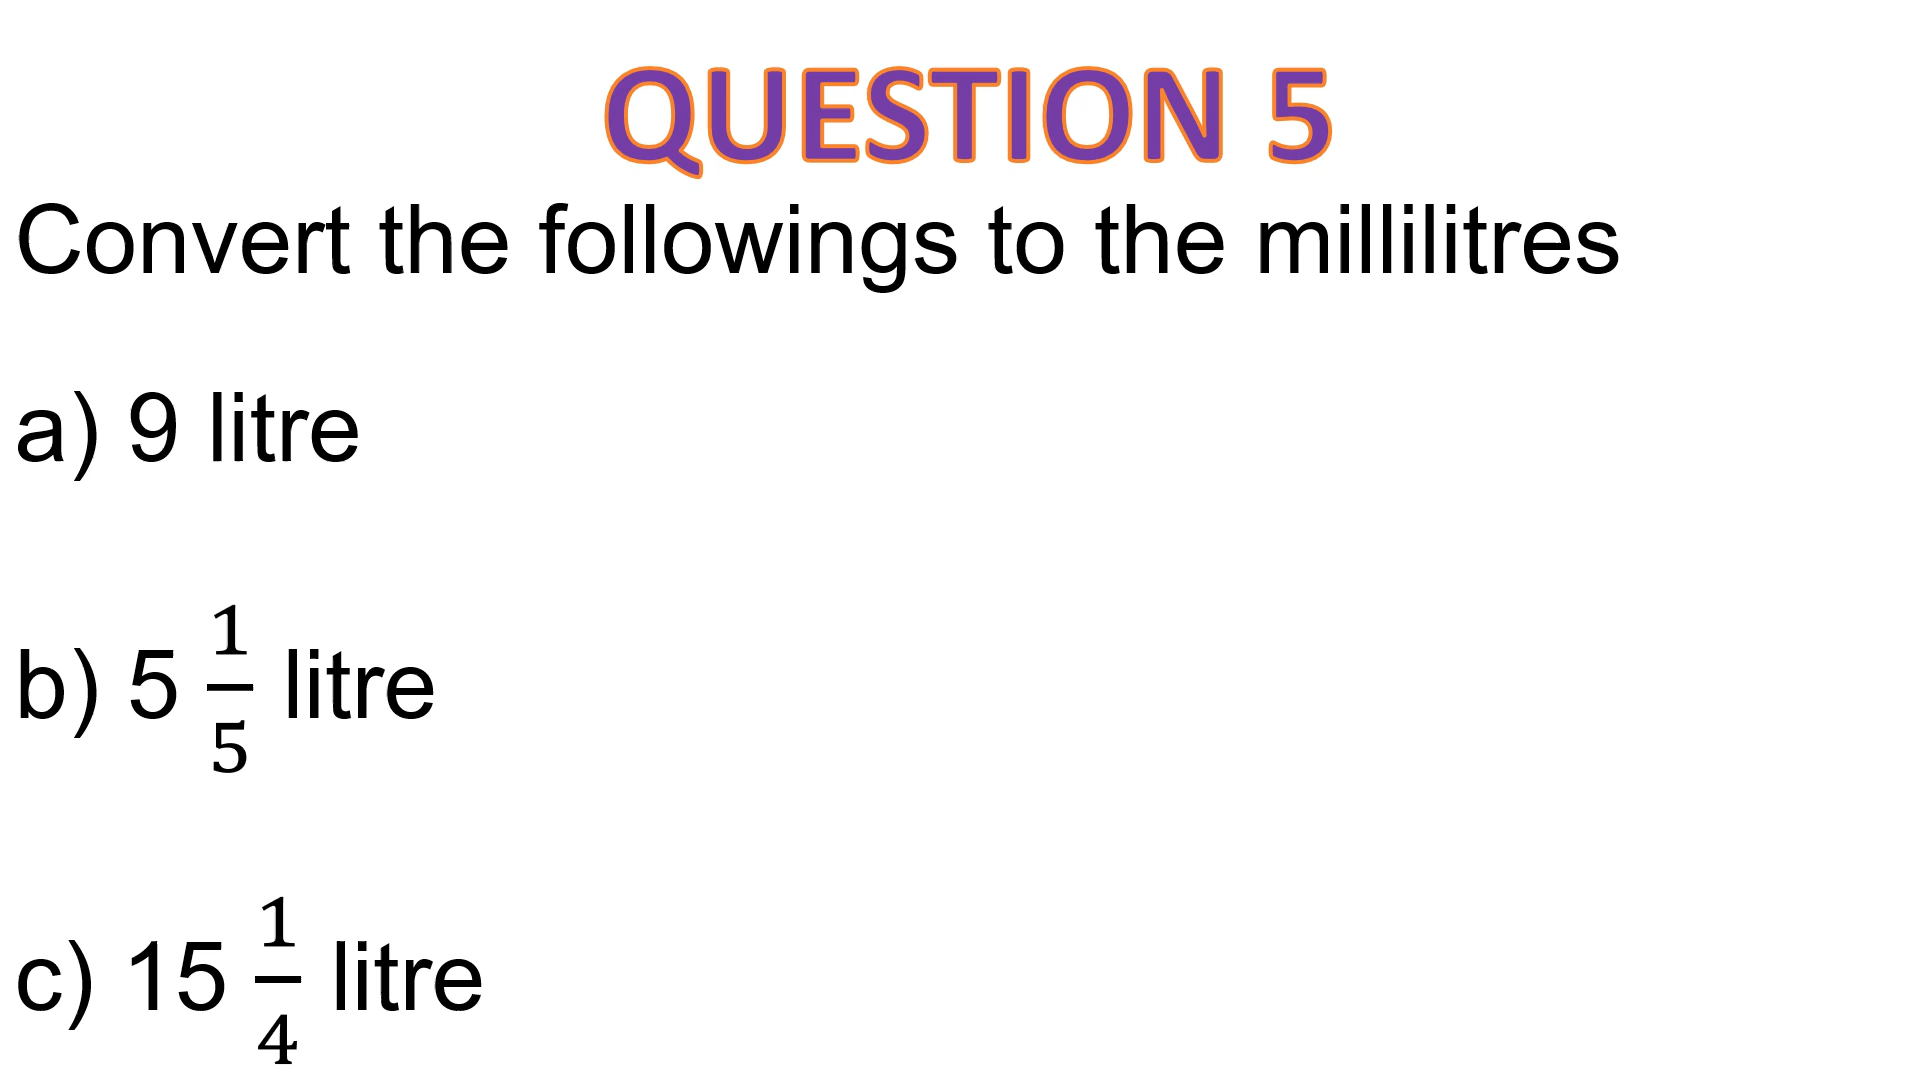 QUESTION 5
Convert the followings to the millilitres
a) 9 litre
b) 5 1/5 litre
c) 15 1/4 litre